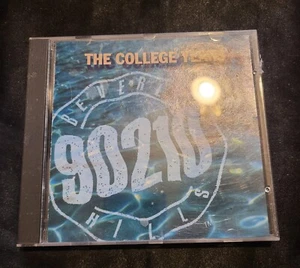 THE COLLEGE YEARS
BEVERLY
90210
HILLS